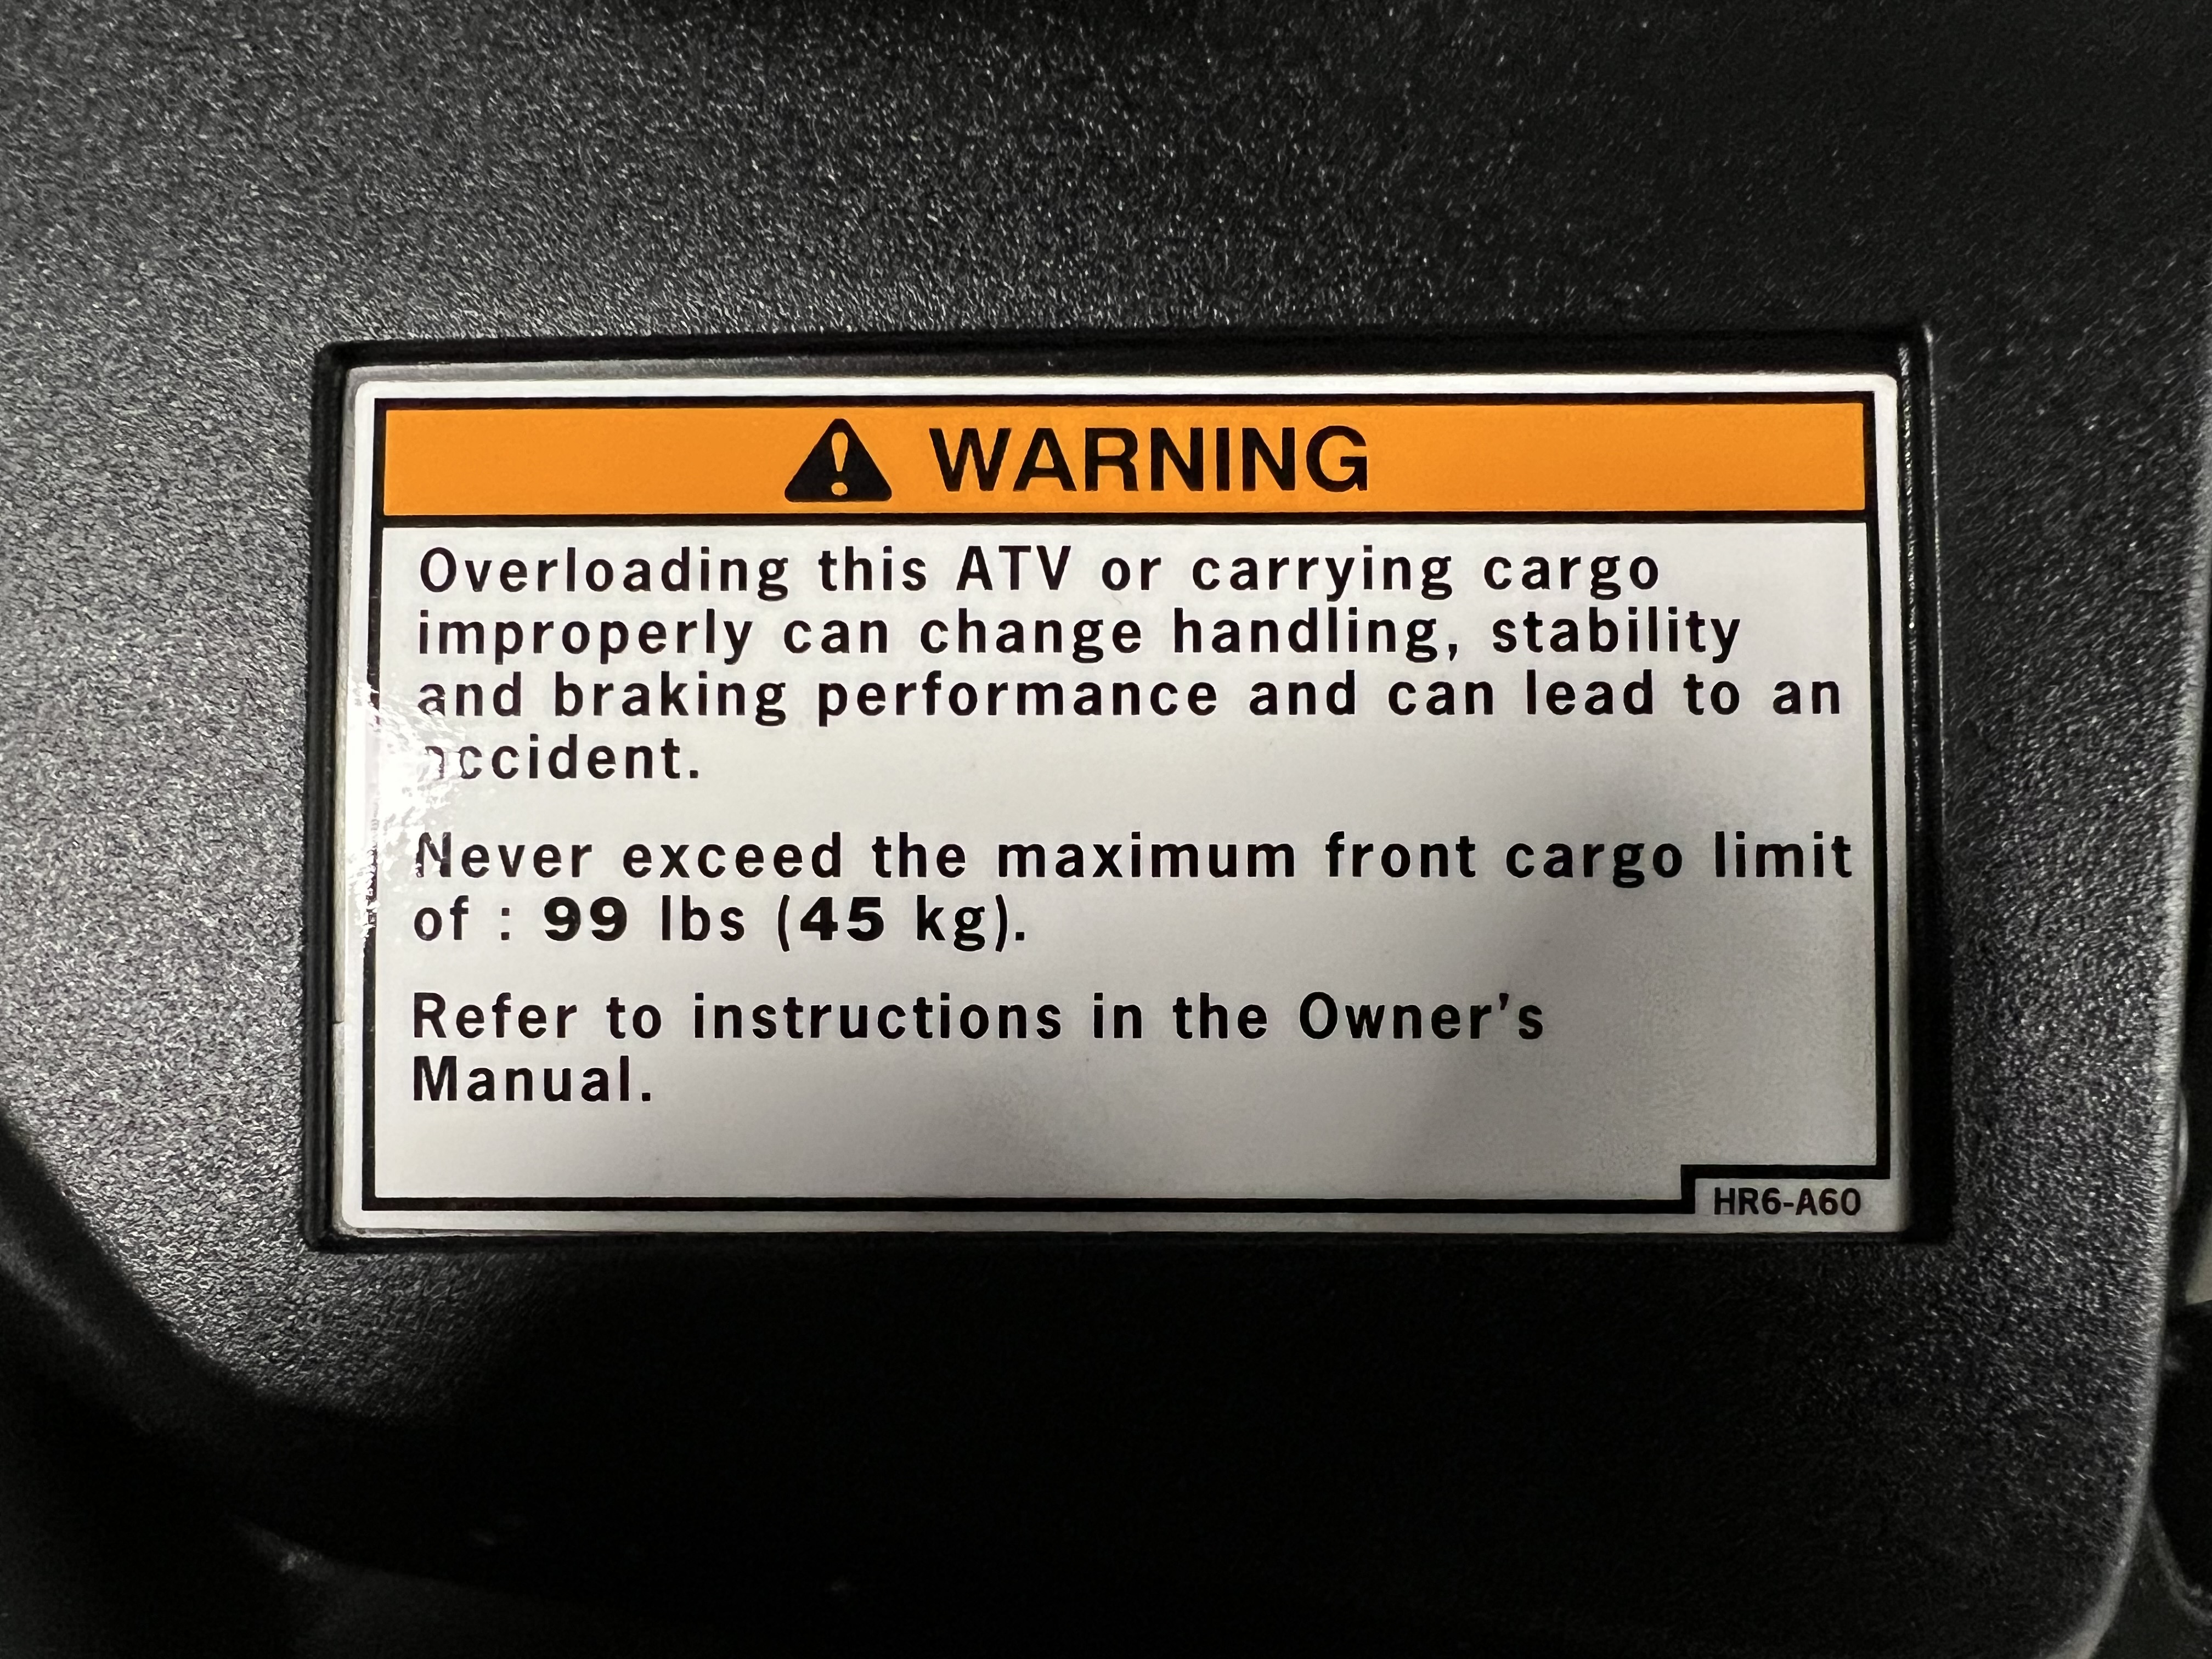 WARNING
Overloading this ATV or carrying cargo
improperly can change handling, stability
and braking performance and can lead to an
accident.
Never exceed the maximum front cargo limit
of : 99 lbs (45 kg).
Refer to instructions in the Owner's
Manual.
HR6-A60